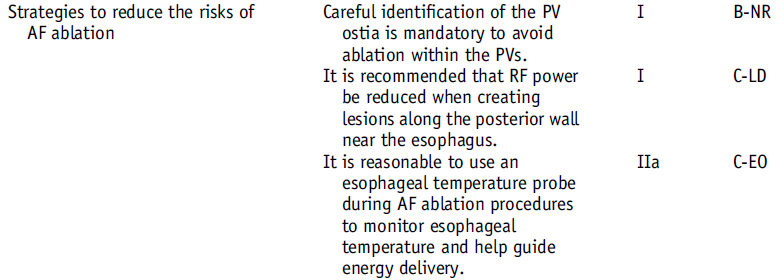 Strategies to reduce the risks of AF ablation
Careful identification of the PV ostia is mandatory to avoid ablation within the PVs.
I
B-NR
It is recommended that RF power be reduced when creating lesions along the posterior wall near the esophagus.
I
C-LD
It is reasonable to use an esophageal temperature probe during AF ablation procedures to monitor esophageal temperature and help guide energy delivery.
IIa
C-EO